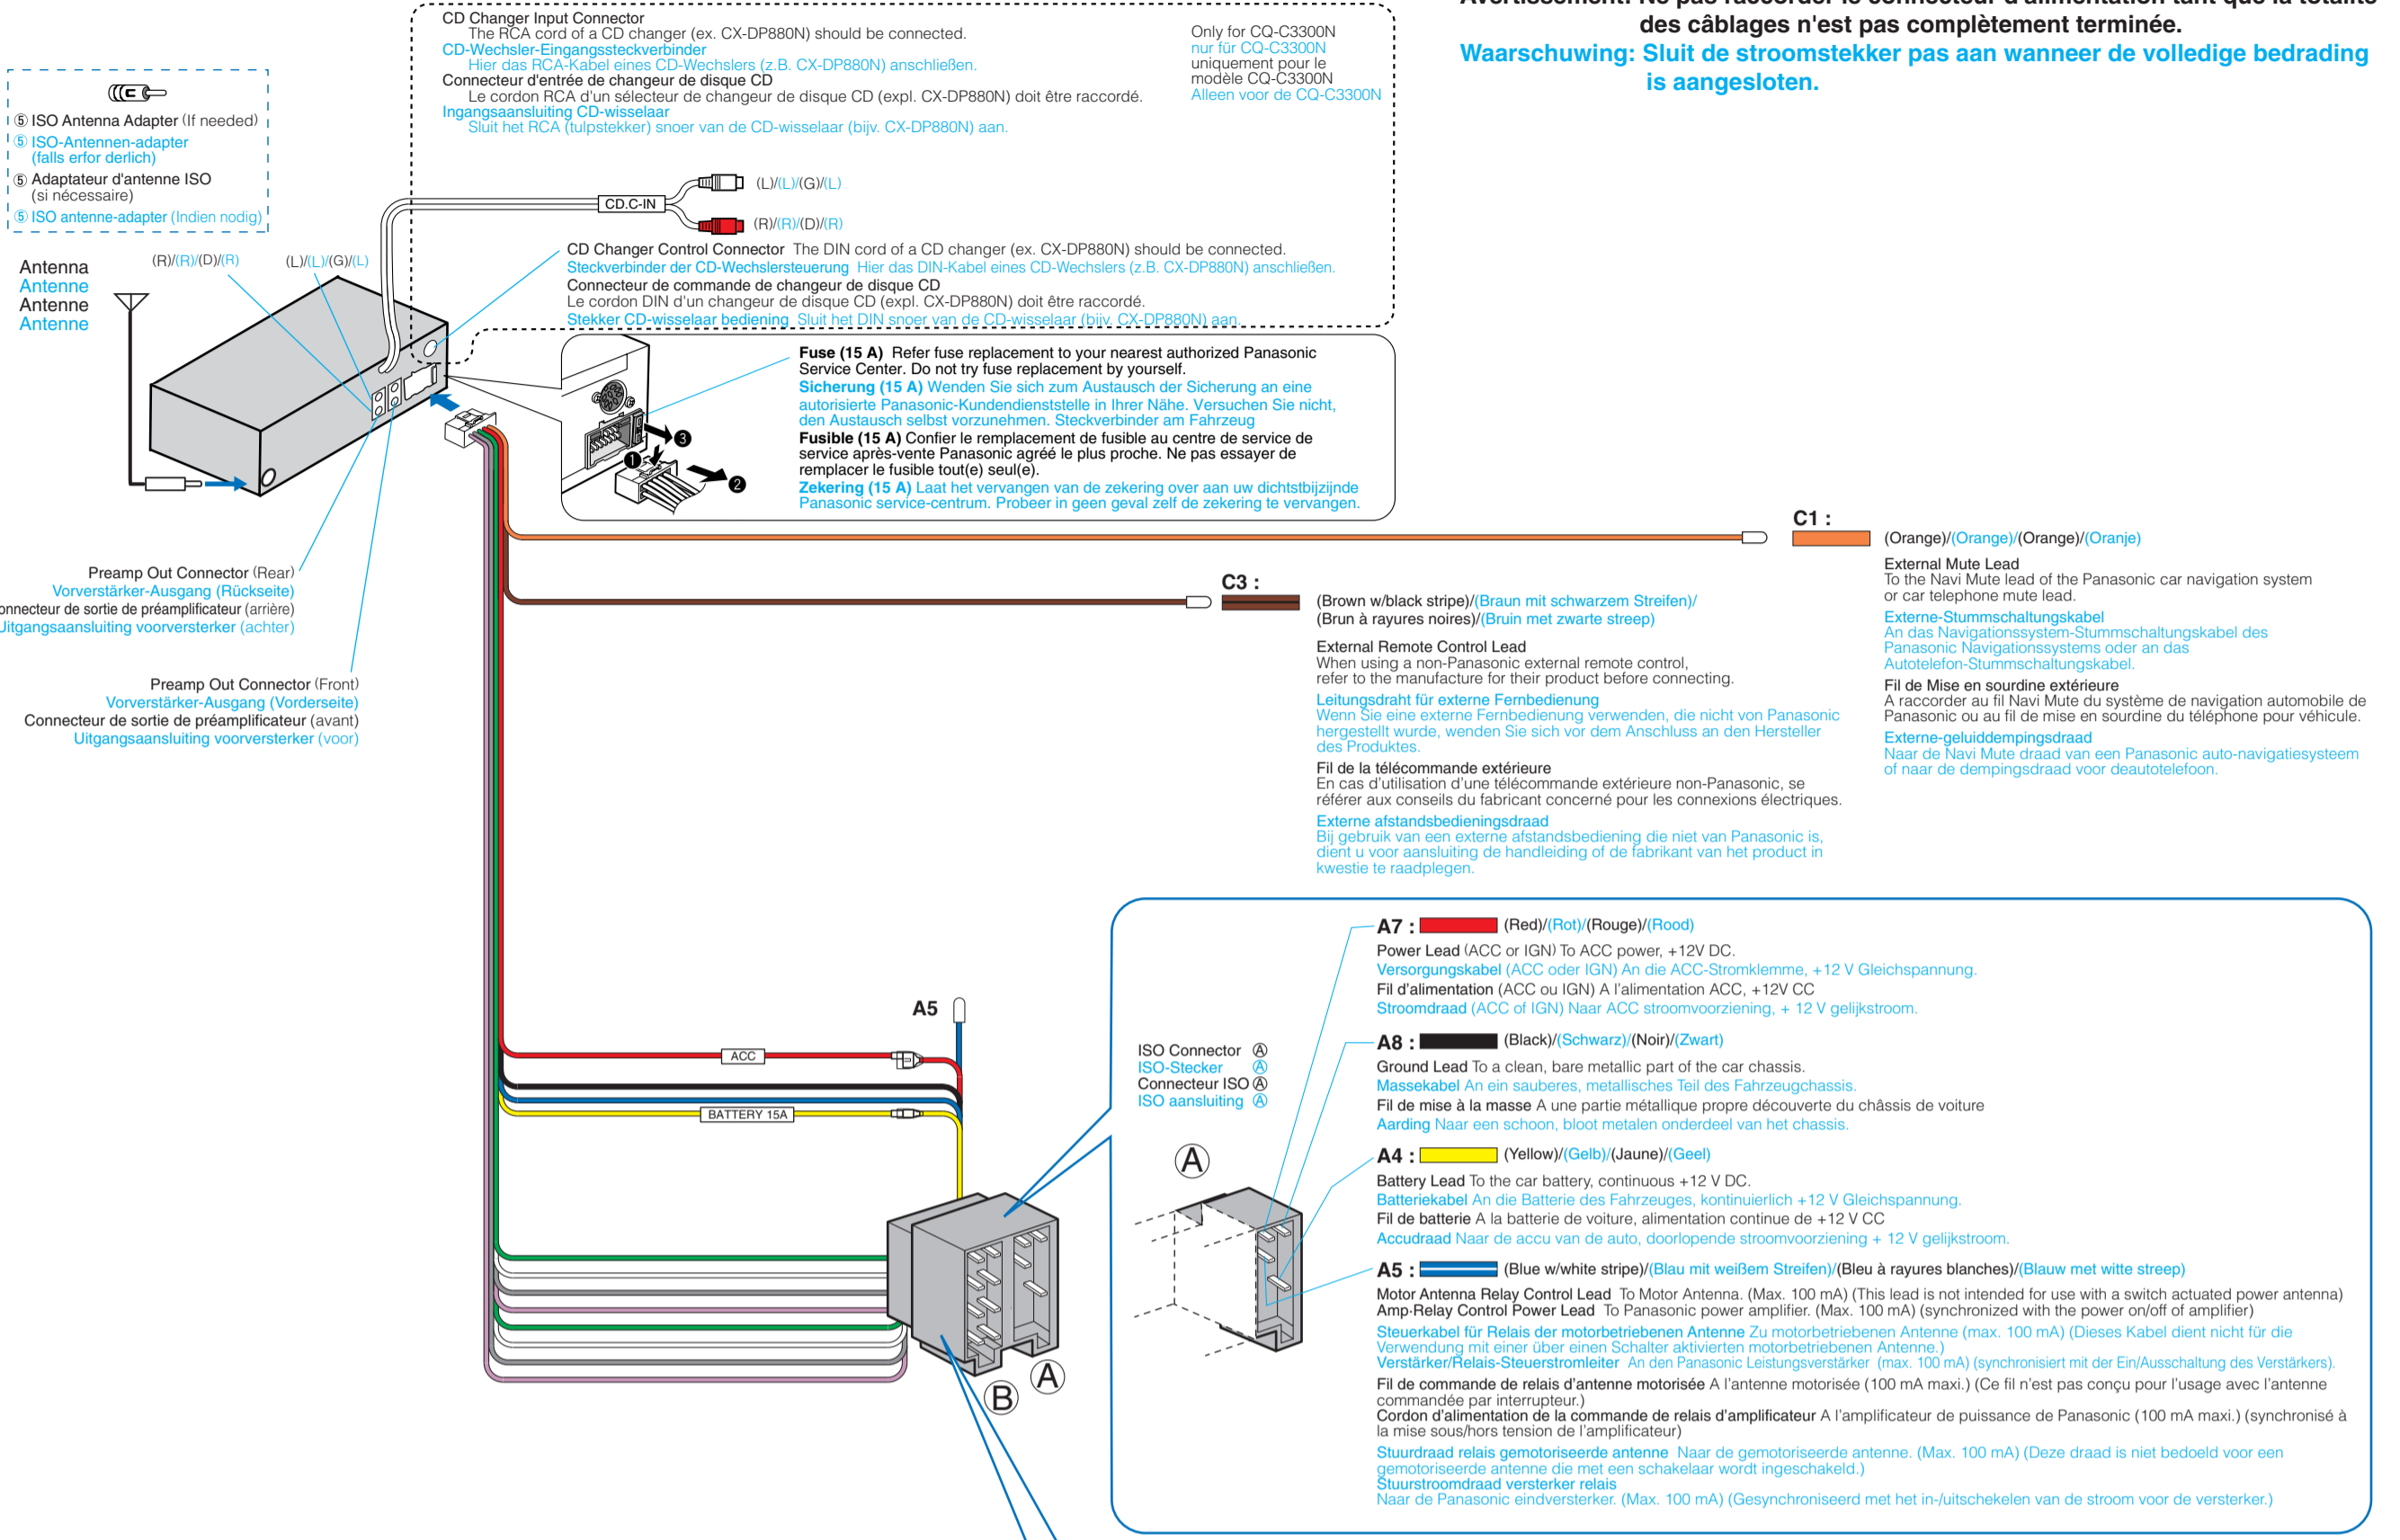 Avertissement: Ne pas raccorder le connecteur d'alimentation tant que la totalité
des câblages n'est pas complètement terminée.
Waarschuwing: Sluit de stroomstekker pas aan wanneer de volledige bedrading
is aangesloten.
CD Changer Input Connector
The RCA cord of a CD changer (ex. CX-DP880N) should be connected.
CD-Wechsler-Eingangssteckverbinder
Hier das RCA-Kabel eines CD-Wechslers (z.B. CX-DP880N) anschließen.
Connecteur d'entrée de changeur de disque CD
Le cordon RCA d'un sélecteur de changeur de disque CD (expl. CX-DP880N) doit être raccordé.
Ingangsaansluiting CD-wisselaar
Sluit het RCA (tulpstekker) snoer van de CD-wisselaar (bijv. CX-DP880N) aan.
Only for CQ-C3300N
nur für CQ-C3300N
uniquement pour le
modèle CQ-C3300N
Alleen voor de CQ-C3300N
⑤ ISO Antenna Adapter (If needed)
⑤ ISO-Antennen-adapter
(falls erfor derlich)
⑤ Adaptateur d'antenne ISO
(si nécessaire)
⑤ ISO antenne-adapter (Indien nodig)
CD.C-IN
(L)/(L)/(G)/(L)
(R)/(R)/(D)/(R)
CD Changer Control Connector The DIN cord of a CD changer (ex. CX-DP880N) should be connected.
Steckverbinder der CD-Wechslersteuerung Hier das DIN-Kabel eines CD-Wechslers (z.B. CX-DP880N) anschließen.
Connecteur de commande de changeur de disque CD
Le cordon DIN d'un changeur de disque CD (expl. CX-DP880N) doit être raccordé.
Stekker CD-wisselaar bediening Sluit het DIN snoer van de CD-wisselaar (bijv. CX-DP880N) aan.
Antenna
Antenne
Antenne
Antenne
(R)/(R)/(D)/(R)
(L)/(L)/(G)/(L)
Fuse (15 A) Refer fuse replacement to your nearest authorized Panasonic
Service Center. Do not try fuse replacement by yourself.
Sicherung (15 A) Wenden Sie sich zum Austausch der Sicherung an eine
autorisierte Panasonic-Kundendienststelle in Ihrer Nähe. Versuchen Sie nicht,
den Austausch selbst vorzunehmen. Steckverbinder am Fahrzeug
Fusible (15 A) Confier le remplacement de fusible au centre de service de
service après-vente Panasonic agréé le plus proche. Ne pas essayer de
remplacer le fusible tout(e) seul(e).
Zekering (15 A) Laat het vervangen van de zekering over aan uw dichtstbijzijnde
Panasonic service-centrum. Probeer in geen geval zelf de zekering te vervangen.
❶
❷
❸
Preamp Out Connector (Rear)
Vorverstärker-Ausgang (Rückseite)
onnecteur de sortie de préamplificateur (arrière)
Uitgangsaansluiting voorversterker (achter)
Preamp Out Connector (Front)
Vorverstärker-Ausgang (Vorderseite)
Connecteur de sortie de préamplificateur (avant)
Uitgangsaansluiting voorversterker (voor)
C1 :
(Orange)/(Orange)/(Orange)/(Oranje)
External Mute Lead
To the Navi Mute lead of the Panasonic car navigation system
or car telephone mute lead.
Externe-Stummschaltungskabel
An das Navigationssystem-Stummschaltungskabel des
Panasonic Navigationssystems oder an das
Autotelefon-Stummschaltungskabel.
Fil de Mise en sourdine extérieure
A raccorder au fil Navi Mute du système de navigation automobile de
Panasonic ou au fil de mise en sourdine du téléphone pour véhicule.
Externe-geluiddempingsdraad
Naar de Navi Mute draad van een Panasonic auto-navigatiesysteem
of naar de dempingsdraad voor deautotelefoon.
C3 :
(Brown w/black stripe)/(Braun mit schwarzem Streifen)/
(Brun à rayures noires)/(Bruin met zwarte streep)
External Remote Control Lead
When using a non-Panasonic external remote control,
refer to the manufacture for their product before connecting.
Leitungsdraht für externe Fernbedienung
Wenn Sie eine externe Fernbedienung verwenden, die nicht von Panasonic
hergestellt wurde, wenden Sie sich vor dem Anschluss an den Hersteller
des Produktes.
Fil de la télécommande extérieure
En cas d'utilisation d'une télécommande extérieure non-Panasonic, se
référer aux conseils du fabricant concerné pour les connexions électriques.
Externe afstandsbedieningsdraad
Bij gebruik van een externe afstandsbediening die niet van Panasonic is,
dient u voor aansluiting de handleiding of de fabrikant van het product in
kwestie te raadplegen.
A5
ACC
BATTERY 15A
ISO Connector Ⓐ
ISO-Stecker Ⓐ
Connecteur ISO Ⓐ
ISO aansluiting Ⓐ
Ⓐ
Ⓐ
Ⓑ
A7 : (Red)/(Rot)/(Rouge)/(Rood)
Power Lead (ACC or IGN) To ACC power, +12V DC.
Versorgungskabel (ACC oder IGN) An die ACC-Stromklemme, +12 V Gleichspannung.
Fil d'alimentation (ACC ou IGN) A l'alimentation ACC, +12V CC
Stroomdraad (ACC of IGN) Naar ACC stroomvoorziening, + 12 V gelijkstroom.
A8 : (Black)/(Schwarz)/(Noir)/(Zwart)
Ground Lead To a clean, bare metallic part of the car chassis.
Massekabel An ein sauberes, metallisches Teil des Fahrzeugchassis.
Fil de mise à la masse A une partie métallique propre découverte du châssis de voiture
Aarding Naar een schoon, bloot metalen onderdeel van het chassis.
A4 : (Yellow)/(Gelb)/(Jaune)/(Geel)
Battery Lead To the car battery, continuous +12 V DC.
Batteriekabel An die Batterie des Fahrzeuges, kontinuierlich +12 V Gleichspannung.
Fil de batterie A la batterie de voiture, alimentation continue de +12 V CC
Accudraad Naar de accu van de auto, doorlopende stroomvoorziening + 12 V gelijkstroom.
A5 : (Blue w/white stripe)/(Blau mit weißem Streifen)/(Bleu à rayures blanches)/(Blauw met witte streep)
Motor Antenna Relay Control Lead To Motor Antenna. (Max. 100 mA) (This lead is not intended for use with a switch actuated power antenna)
Amp·Relay Control Power Lead To Panasonic power amplifier. (Max. 100 mA) (synchronized with the power on/off of amplifier)
Steuerkabel für Relais der motorbetriebenen Antenne Zu motorbetriebenen Antenne (max. 100 mA) (Dieses Kabel dient nicht für die
Verwendung mit einer über einen Schalter aktivierten motorbetriebenen Antenne.)
Verstärker/Relais-Steuerstromleiter An den Panasonic Leistungsverstärker (max. 100 mA) (synchronisiert mit der Ein/Ausschaltung des Verstärkers).
Fil de commande de relais d'antenne motorisée A l'antenne motorisée (100 mA maxi.) (Ce fil n'est pas conçu pour l'usage avec l'antenne
commandée par interrupteur.)
Cordon d'alimentation de la commande de relais d'amplificateur A l'amplificateur de puissance de Panasonic (100 mA maxi.) (synchronisé à
la mise sous/hors tension de l'amplificateur)
Stuurdraad relais gemotoriseerde antenne Naar de gemotoriseerde antenne. (Max. 100 mA) (Deze draad is niet bedoeld voor een
gemotoriseerde antenne die met een schakelaar wordt ingeschakeld.)
Stuurstroomdraad versterker relais
Naar de Panasonic eindversterker. (Max. 100 mA) (Gesynchroniseerd met het in-/uitschekelen van de stroom voor de versterker.)